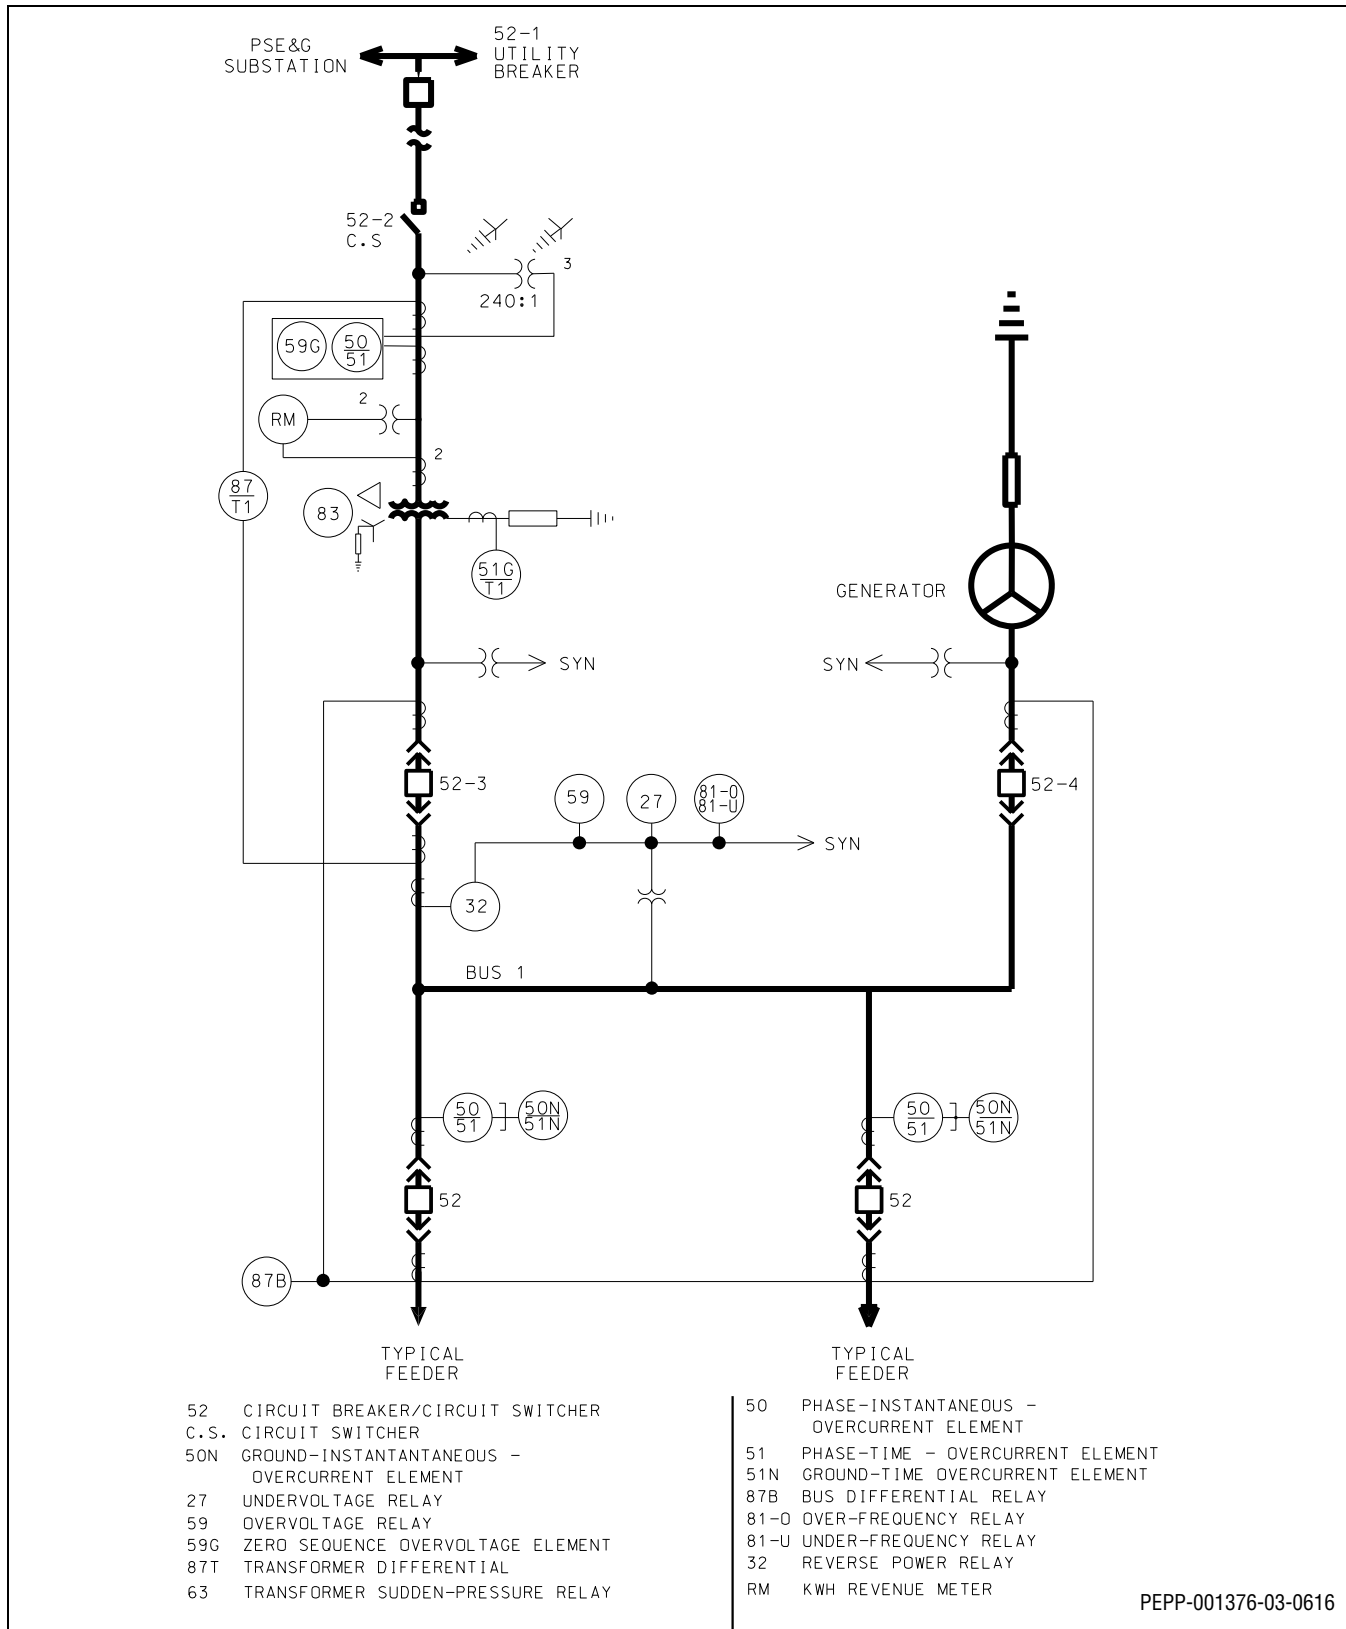 52-1
UTILITY
BREAKER
PSE&G
SUBSTATION
52-2
C.S
3
240:1
59G
50
51
2
RM
2
87
T1
83
51G
T1
GENERATOR
SYN
SYN
52-3
59
27
81-O
81-U
52-4
SYN
32
BUS 1
50
51
50N
51N
50
51
50N
51N
52
52
87B
TYPICAL
FEEDER
TYPICAL
FEEDER
52 CIRCUIT BREAKER/CIRCUIT SWITCHER
C.S. CIRCUIT SWITCHER
50N GROUND-INSTANTANTANEOUS -
OVERCURRENT ELEMENT
27 UNDERVOLTAGE RELAY
59 OVERVOLTAGE RELAY
59G ZERO SEQUENCE OVERVOLTAGE ELEMENT
87T TRANSFORMER DIFFERENTIAL
63 TRANSFORMER SUDDEN-PRESSURE RELAY
50 PHASE-INSTANTANEOUS -
OVERCURRENT ELEMENT
51 PHASE-TIME - OVERCURRENT ELEMENT
51N GROUND-TIME OVERCURRENT ELEMENT
87B BUS DIFFERENTIAL RELAY
81-O OVER-FREQUENCY RELAY
81-U UNDER-FREQUENCY RELAY
32 REVERSE POWER RELAY
RM KWH REVENUE METER
PEPP-001376-03-0616